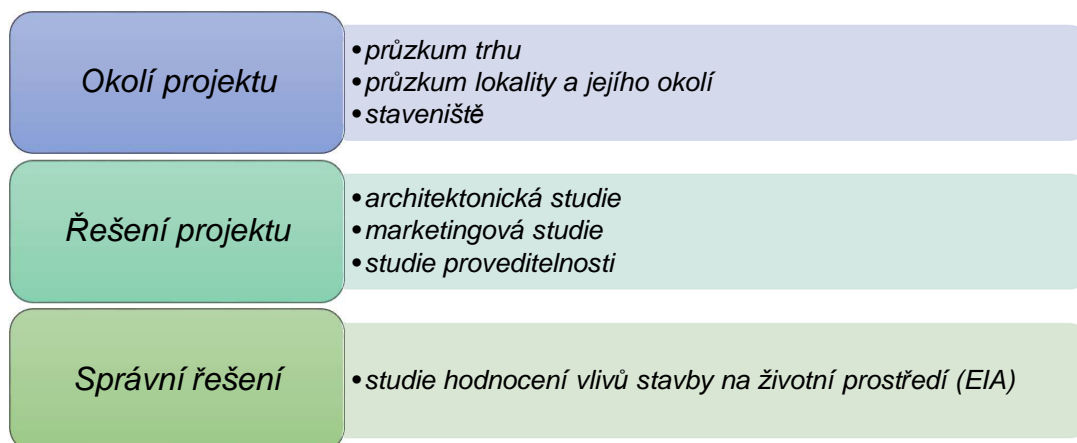 Okolí projektu
•průzkum trhu
•průzkum lokality a jejího okolí
•staveniště
Řešení projektu
•architektonická studie
•marketingová studie
•studie proveditelnosti
Správní řešení
•studie hodnocení vlivů stavby na životní prostředí (EIA)